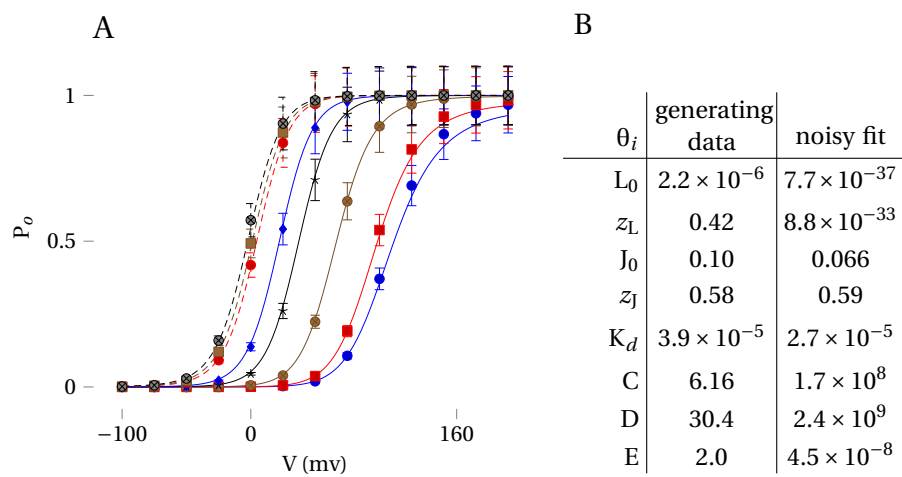 A
1
0.5
0
P_o
−100
0
160
V (mv)
B
θ_i generating data noisy fit
L_0 2.2 × 10^−6 7.7 × 10^−37
z_L 0.42 8.8 × 10^−33
J_0 0.10 0.066
z_J 0.58 0.59
K_d 3.9 × 10^−5 2.7 × 10^−5
C 6.16 1.7 × 10^8
D 30.4 2.4 × 10^9
E 2.0 4.5 × 10^−8